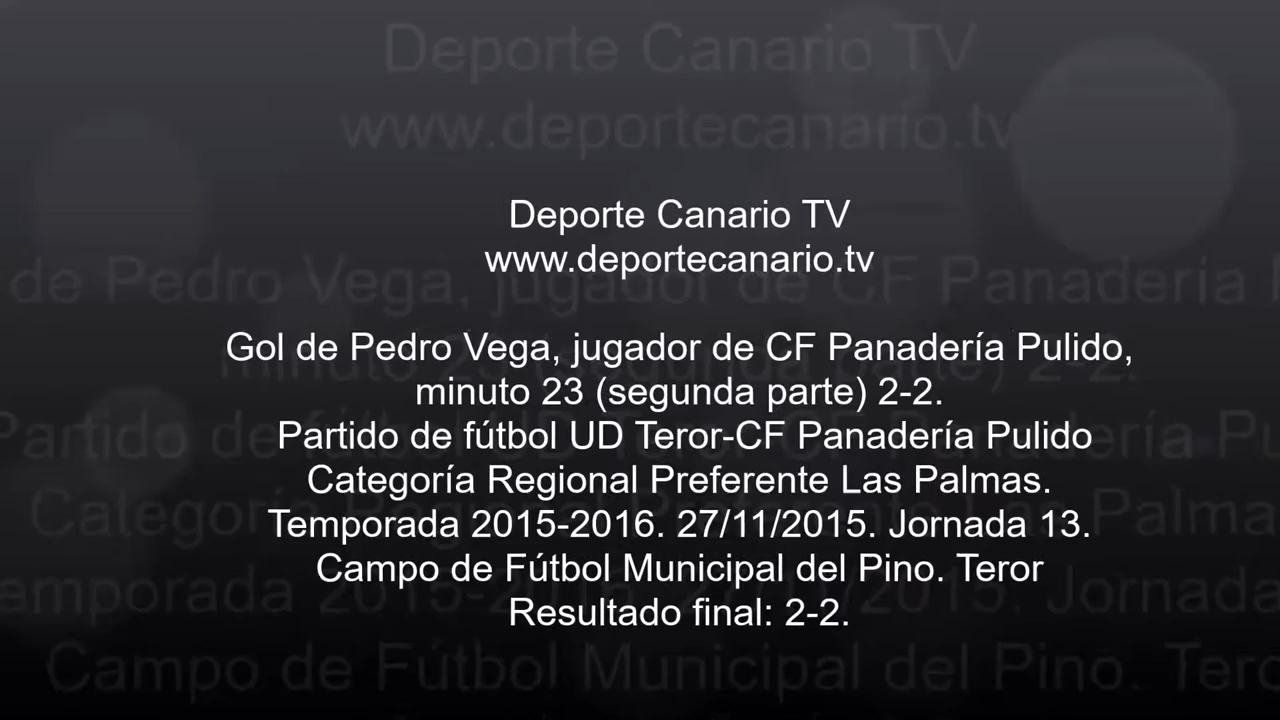 Deporte Canario TV
www.deportecanario.tv
Gol de Pedro Vega, jugador de CF Panadería Pulido,
minuto 23 (segunda parte) 2-2.
Partido de fútbol UD Teror-CF Panadería Pulido
Categoría Regional Preferente Las Palmas.
Temporada 2015-2016. 27/11/2015. Jornada 13.
Campo de Fútbol Municipal del Pino. Teror
Resultado final: 2-2.